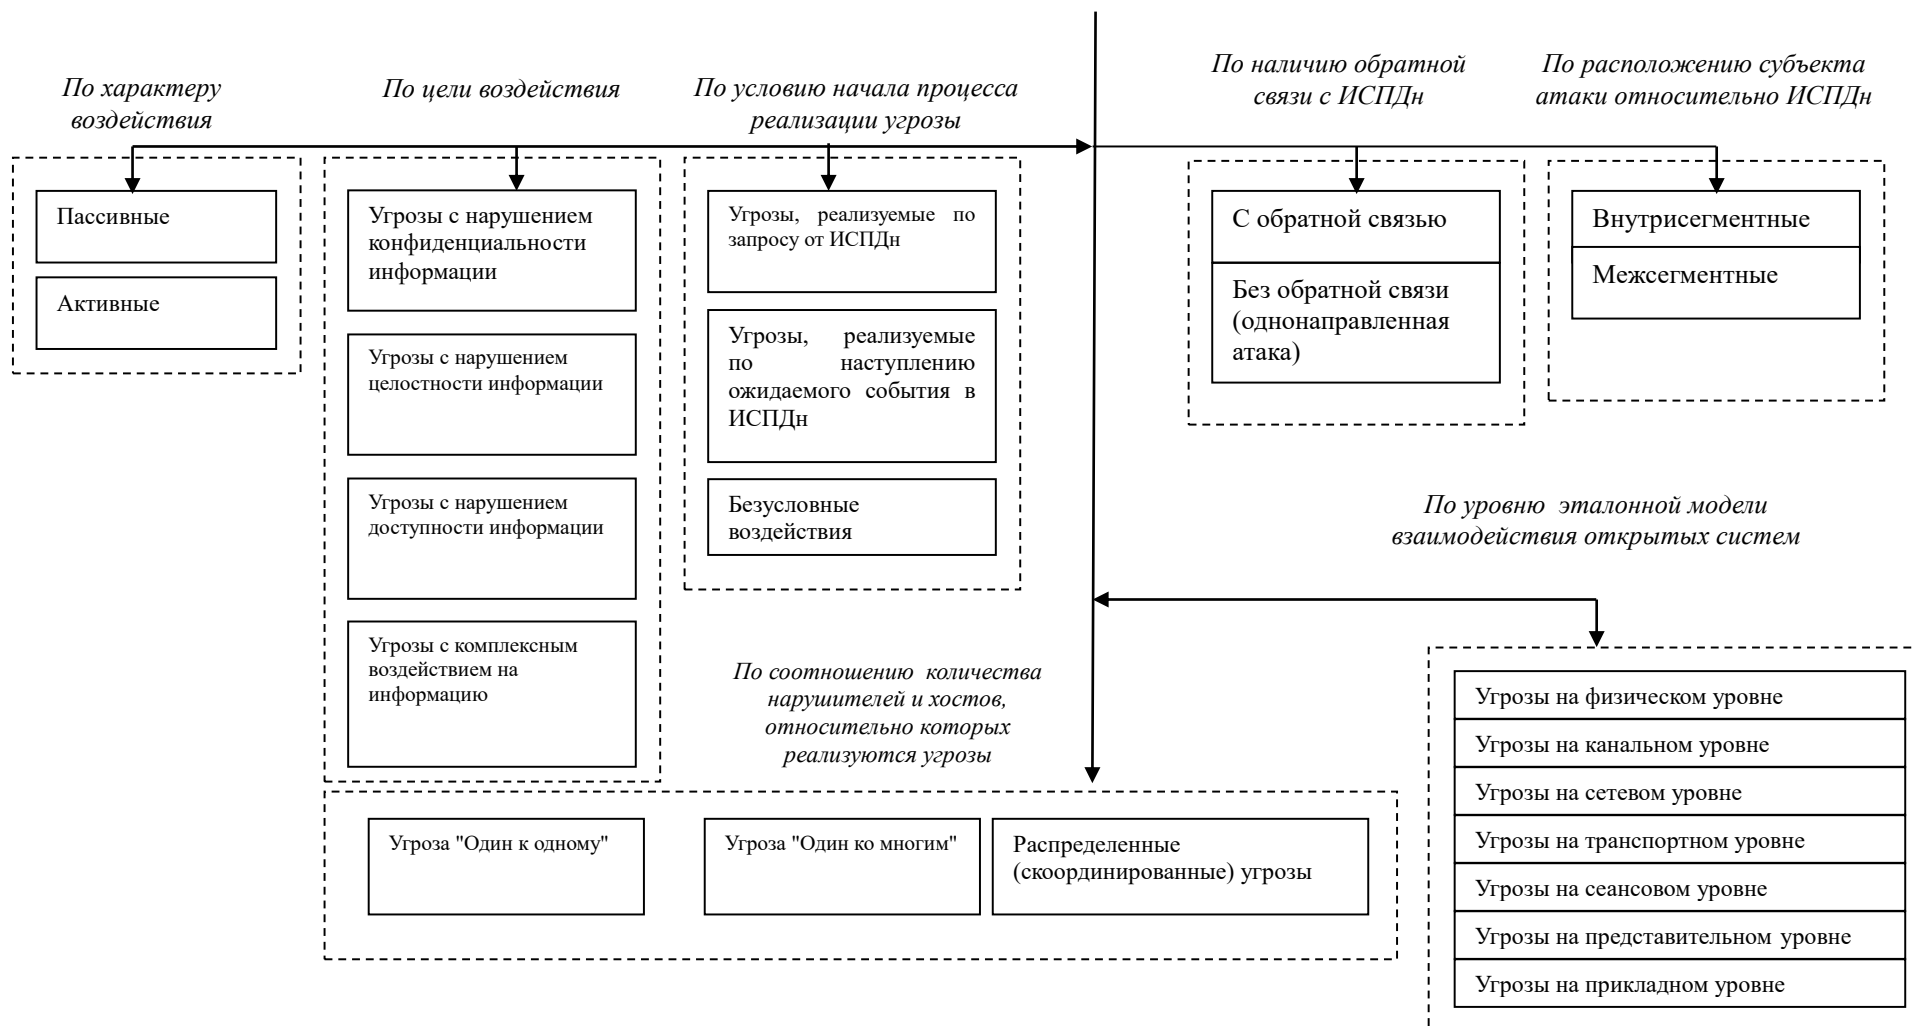 По характеру
воздействия
Пассивные
Активные
По цели воздействия
Угрозы с нарушением
конфиденциальности
информации
Угрозы с нарушением
целостности информации
Угрозы с нарушением
доступности информации
Угрозы с комплексным
воздействием на
информацию
По условию начала процесса
реализации угрозы
Угрозы, реализуемые по
запросу от ИСПДн
Угрозы, реализуемые
по наступлению
ожидаемого события в
ИСПДн
Безусловные
воздействия
По наличию обратной
связи с ИСПДн
С обратной связью
Без обратной связи
(однонаправленная
атака)
По расположению субъекта
атаки относительно ИСПДн
Внутрисегментные
Межсегментные
По соотношению количества
нарушителей и хостов,
относительно которых
реализуются угрозы
Угроза "Один к одному"
Угроза "Один ко многим"
Распределенные
(скоординированные) угрозы
По уровню эталонной модели
взаимодействия открытых систем
Угрозы на физическом уровне
Угрозы на канальном уровне
Угрозы на сетевом уровне
Угрозы на транспортном уровне
Угрозы на сеансовом уровне
Угрозы на представительном уровне
Угрозы на прикладном уровне